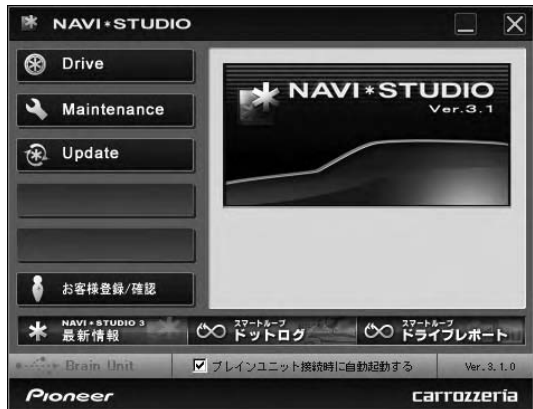 NAVI*STUDIO
Drive
Maintenance
Update
お客様登録/確認
NAVI*STUDIO
Ver.3.1
NAVI*STUDIO 3
最新情報
スマートループ
ドットログ
スマートループ
ドライブレポート
Brain Unit
ブレインユニット接続時に自動起動する
Ver.3.1.0
Pioneer
carrozzeria